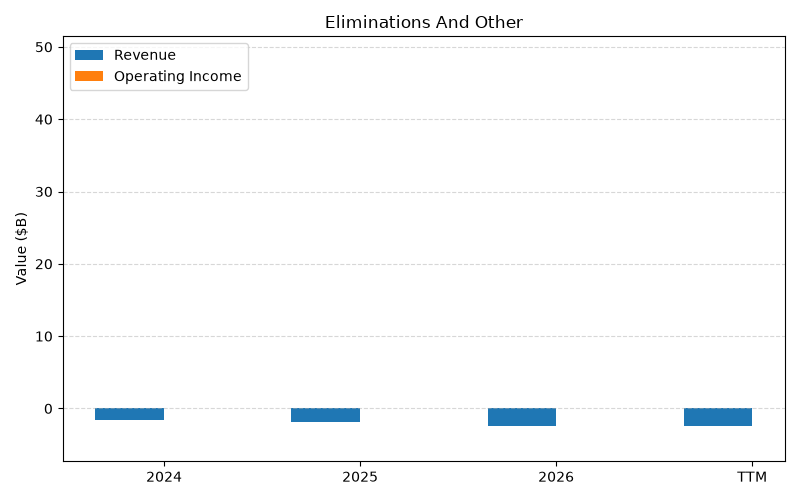 Eliminations And Other
Revenue
Operating Income
Value ($B)
50
40
30
20
10
0
2024 2025 2026 TTM